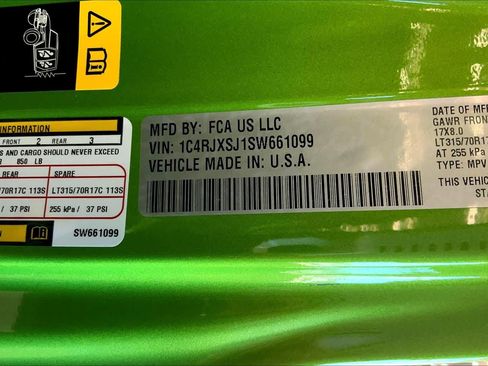 INFORMATION
FRONT 2 REAR 3
S AND CARGO SHOULD NEVER EXCEED
850 LB
REAR SPARE
/70R17C 113S LT315/70R17C 113S
/ 37 PSI 255 kPa / 37 PSI
SW661099
MFD BY: FCA US LLC
VIN: 1C4RJXSJ1SW661099
VEHICLE MADE IN: U.S.A.
DATE OF M
GAWR FRON
17X8.0
LT315/70R17
AT 255 kPa
TYPE: MPV
THIS VEHIC
STA